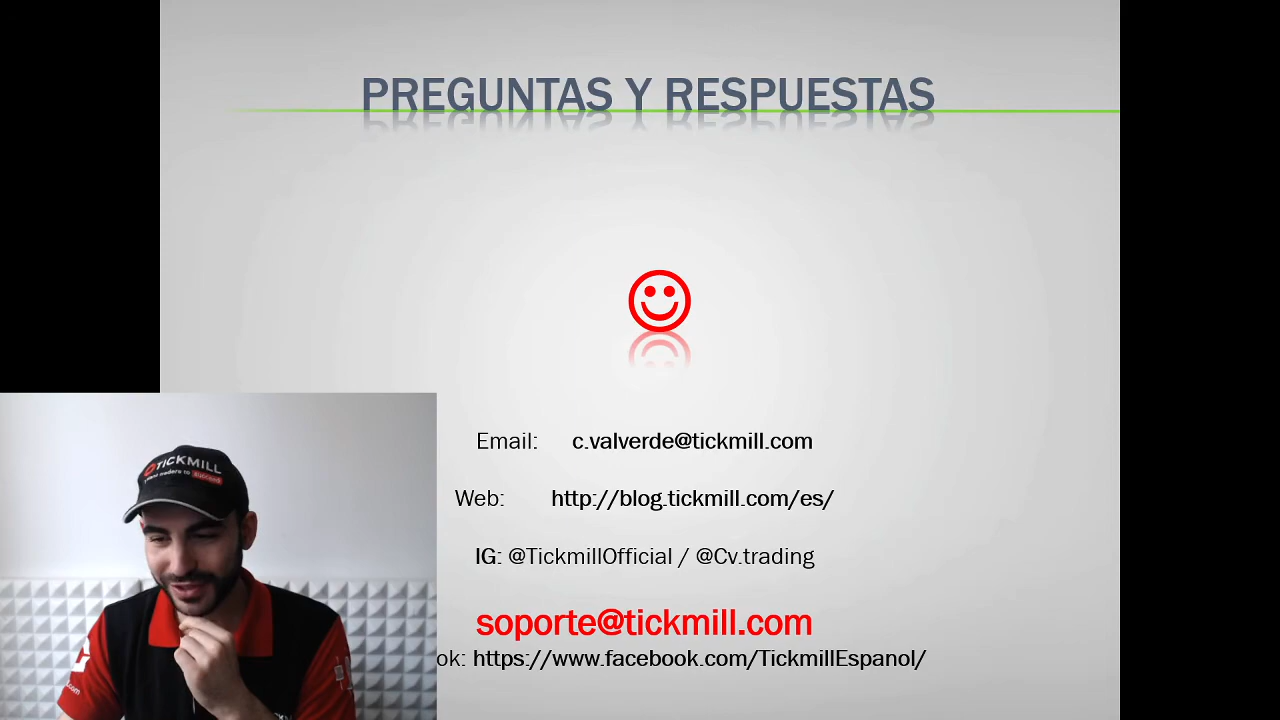 PREGUNTAS Y RESPUESTAS
Email: c.valverde@tickmill.com
Web: http://blog.tickmill.com/es/
IG: @TickmillOfficial / @Cv.trading
soporte@tickmill.com
ok: https://www.facebook.com/TickmillEspanol/
TICKMILL